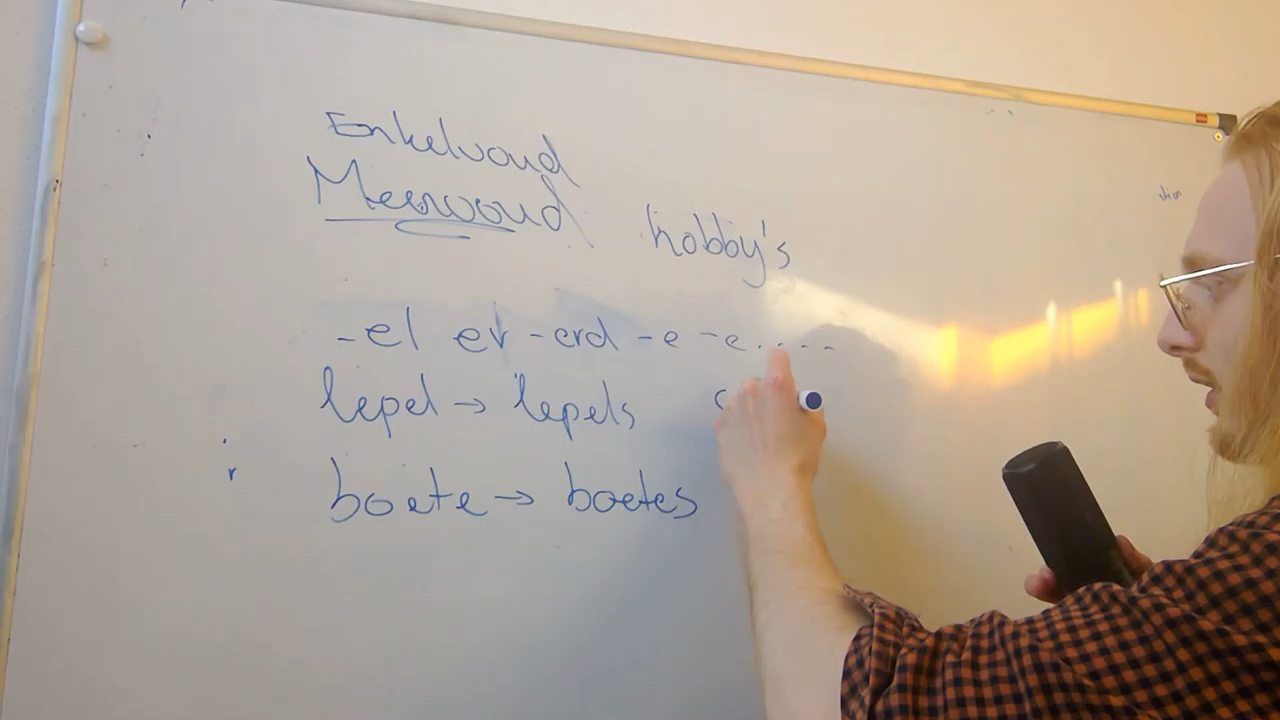 Enkelvoud
Meervoud
hobby's
-el er -erd -e -e....
lepel → lepels
boete → boetes